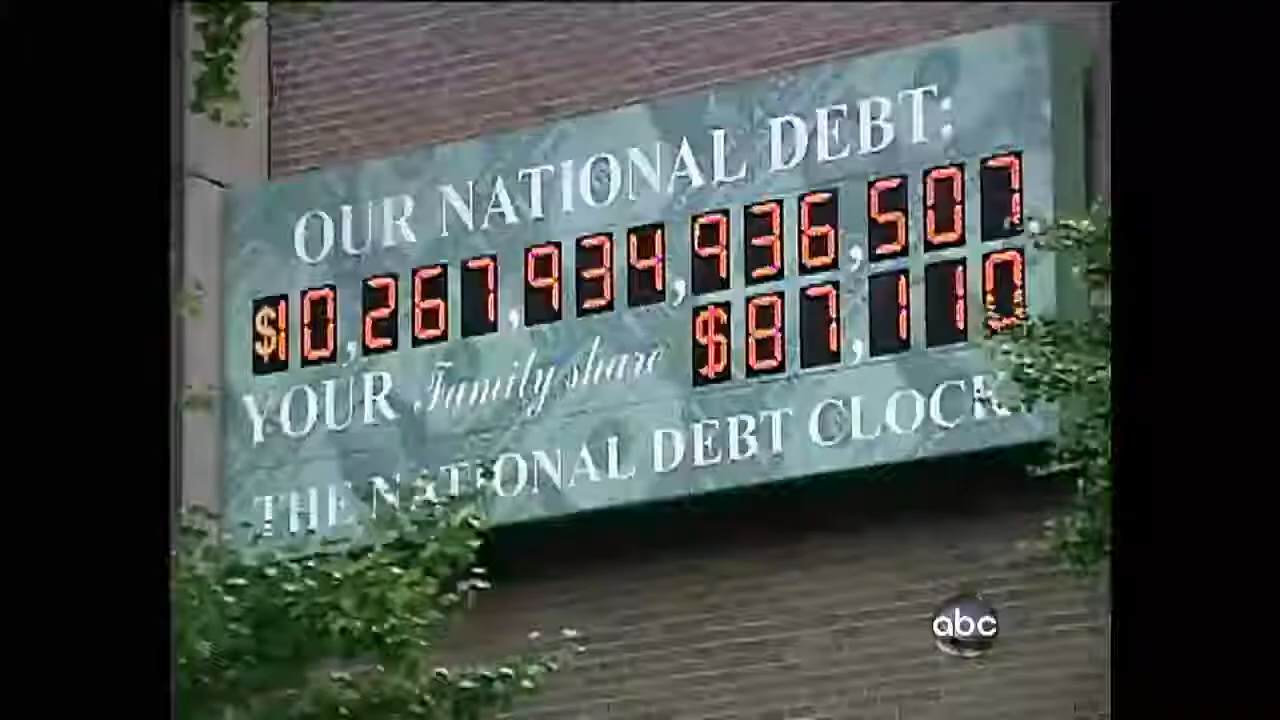 OUR NATIONAL DEBT:
$10,267,934,936,507
YOUR Family share $87,110
THE NATIONAL DEBT CLOCK
abc